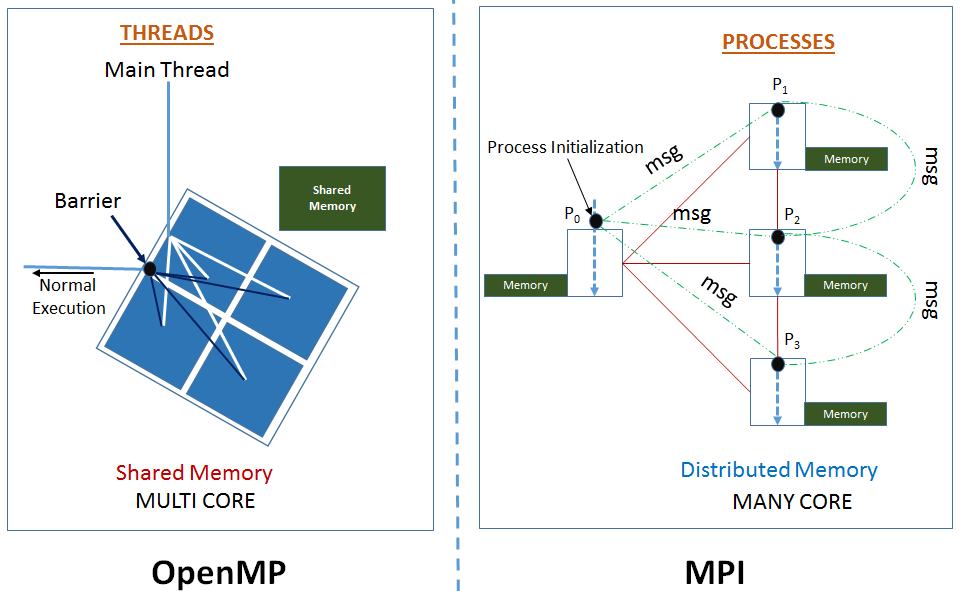 THREADS
Main Thread
Shared
Memory
Barrier
Normal
Execution
Shared Memory
MULTI CORE
OpenMP
PROCESSES
P1
Process Initialization
msg
Memory
msg
P0
msg
P2
Memory
Memory
msg
msg
P3
Memory
Distributed Memory
MANY CORE
MPI